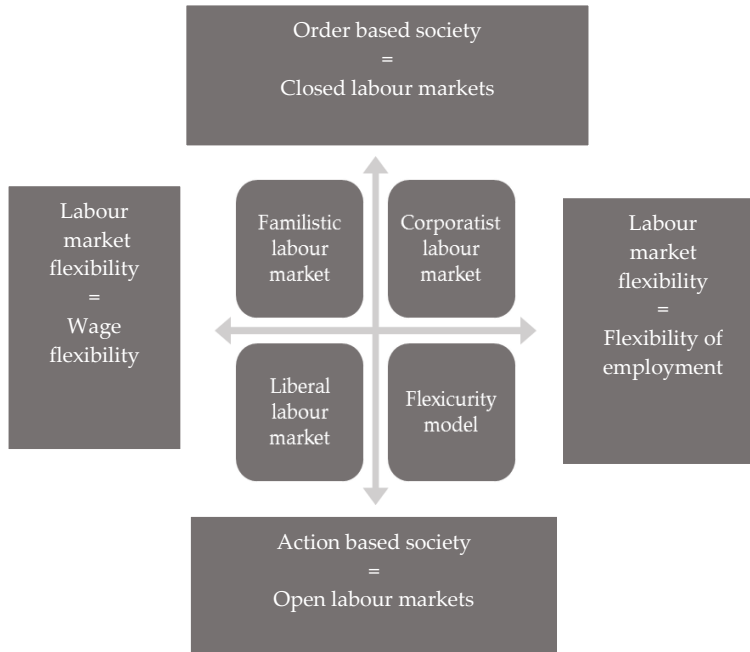 Order based society
=
Closed labour markets
Labour
market
flexibility
=
Wage
flexibility
Familistic
labour
market
Corporatist
labour
market
Labour
market
flexibility
=
Flexibility of
employment
Liberal
labour
market
Flexicurity
model
Action based society
=
Open labour markets